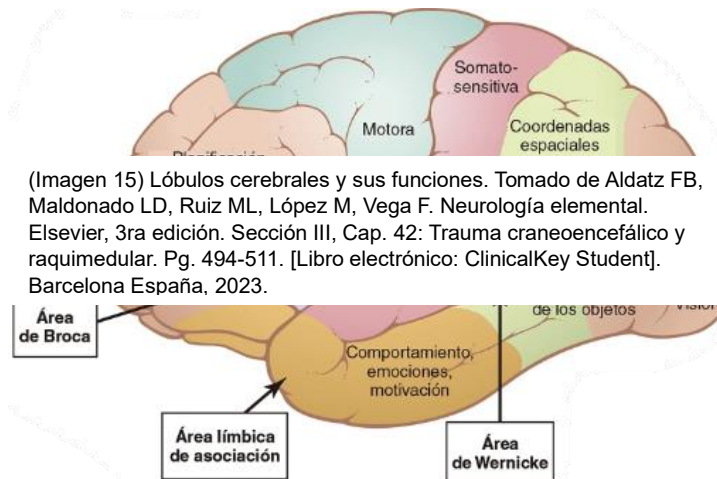 Somato-
sensitiva
Motora
Coordenadas
espaciales
(Imagen 15) Lóbulos cerebrales y sus funciones. Tomado de Aldatz FB,
Maldonado LD, Ruiz ML, López M, Vega F. Neurología elemental.
Elsevier, 3ra edición. Sección III, Cap. 42: Trauma craneoencefálico y
raquimedular. Pg. 494-511. [Libro electrónico: ClinicalKey Student].
Barcelona España, 2023.
de los objetos
Área
de Broca
Comportamiento,
emociones,
motivación
Área límbica
de asociación
Área
de Wernicke